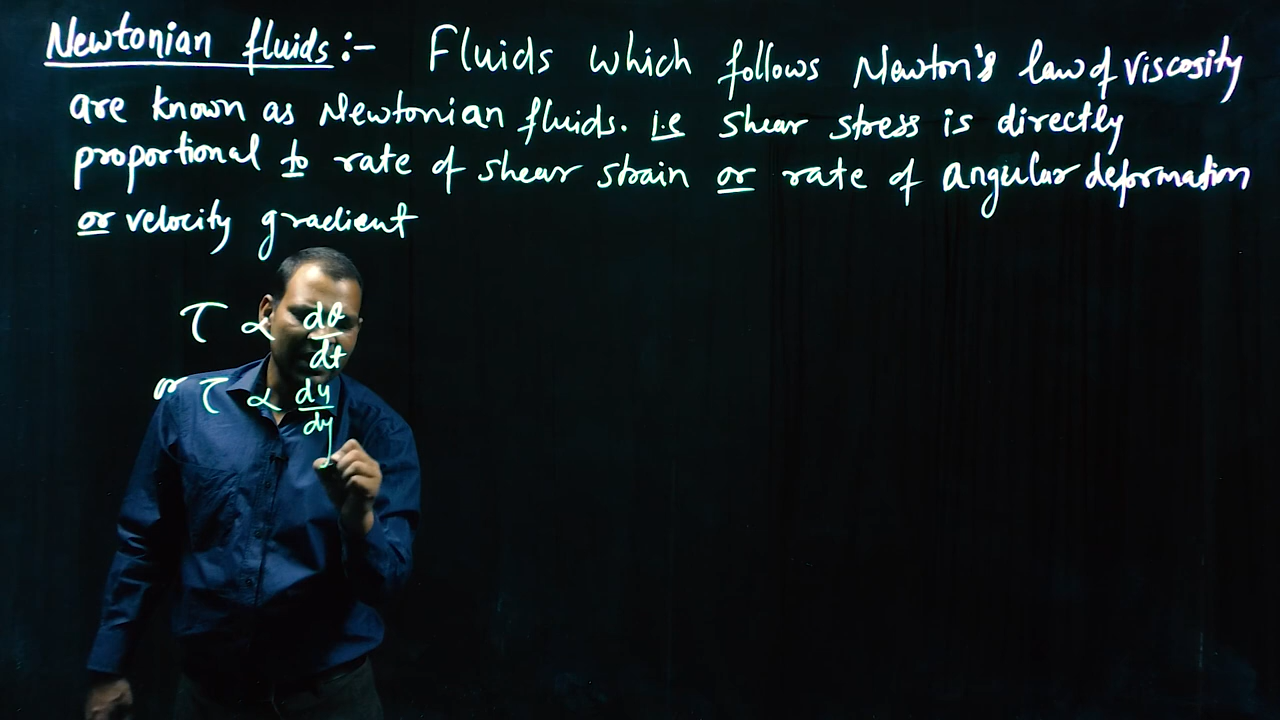 Newtonian fluids:- Fluids which follows Newton's law of viscosity
are known as Newtonian fluids. i.e shear stress is directly
proportional to rate of shear strain or rate of angular deformation
or velocity gradient
τ ∝ dθ/dt
or τ ∝ du/dy